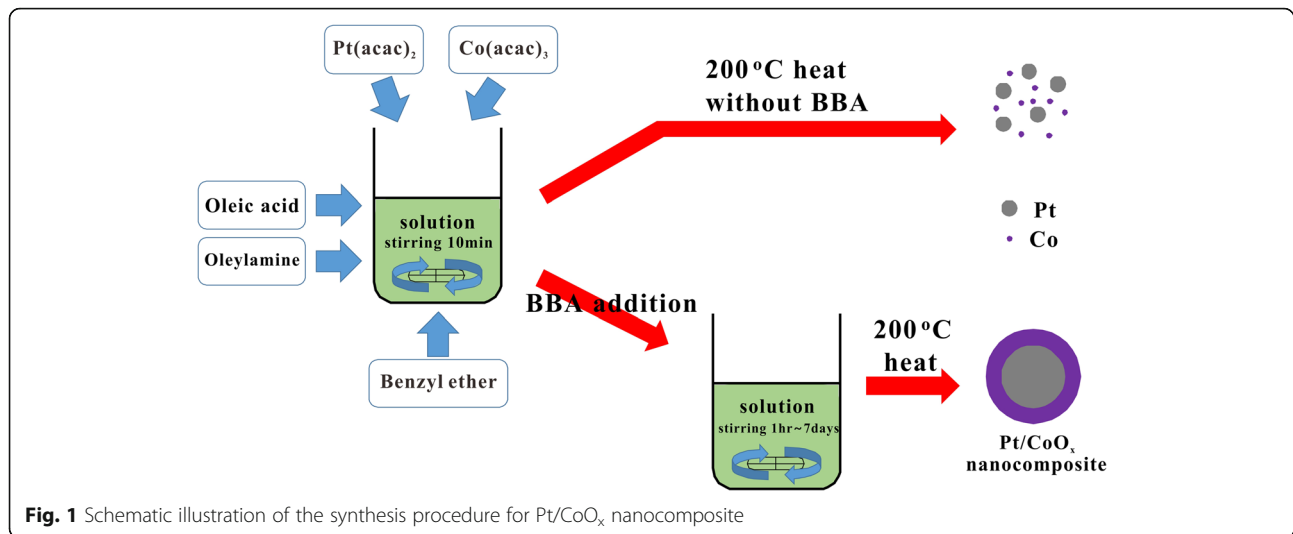 Pt(acac)₂
Co(acac)₃
200 °C heat
without BBA
Oleic acid
Oleylamine
solution
stirring 10min
Pt
Co
BBA addition
Benzyl ether
200 °C
heat
solution
stirring 1hr~7days
Pt/CoOₓ
nanocomposite
Fig. 1 Schematic illustration of the synthesis procedure for Pt/CoOₓ nanocomposite